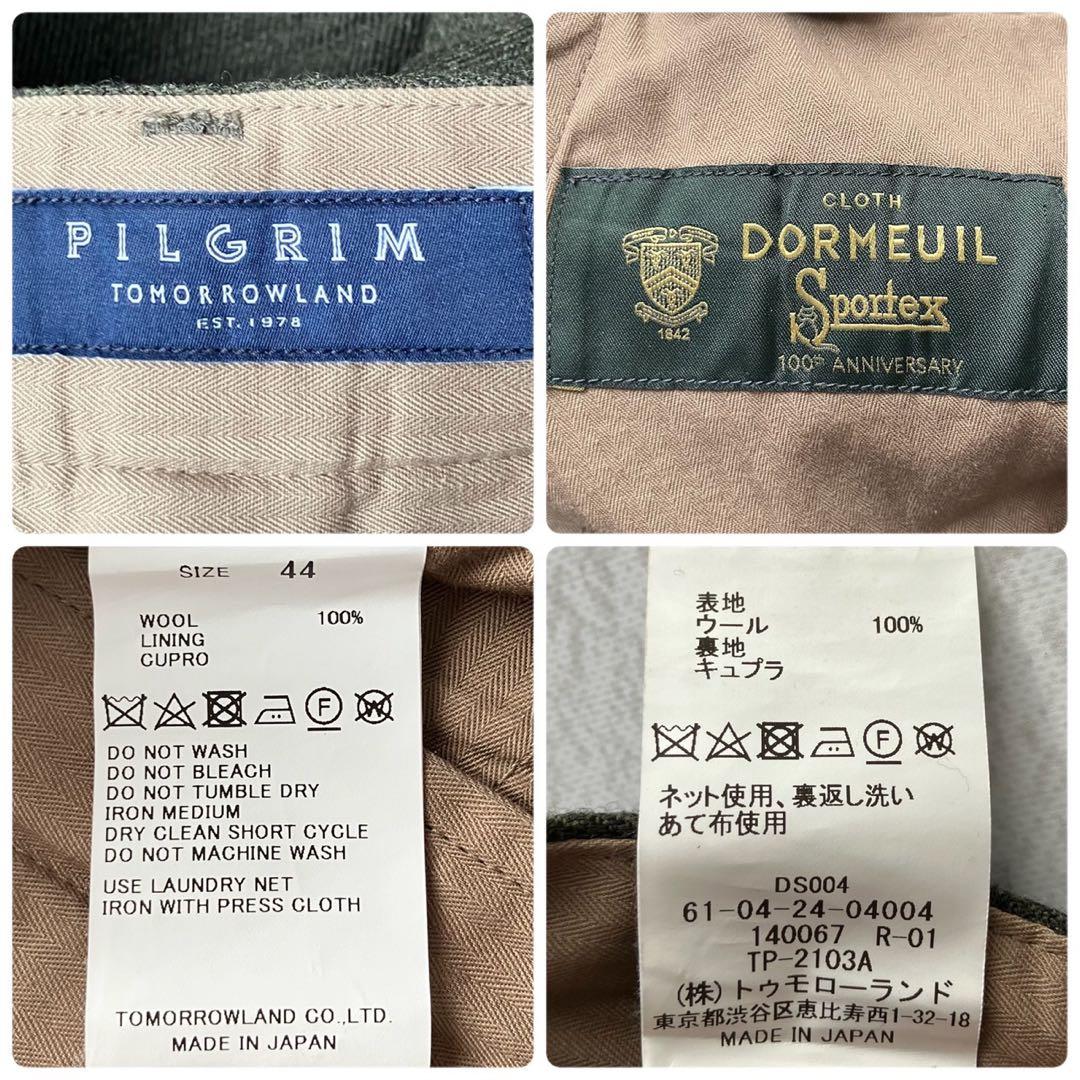 PILGRIM
TOMORROWLAND
EST. 1978
CLOTH
DORMEUIL
Sportex
1842
100th ANNIVERSARY
SIZE 44
WOOL 100%
LINING
CUPRO
F W
DO NOT WASH
DO NOT BLEACH
DO NOT TUMBLE DRY
IRON MEDIUM
DRY CLEAN SHORT CYCLE
DO NOT MACHINE WASH
USE LAUNDRY NET
IRON WITH PRESS CLOTH
TOMORROWLAND CO.,LTD.
MADE IN JAPAN
表地
ウール 100%
裏地
キュプラ
F W
ネット使用、裏返し洗い
あて布使用
DS004
61-04-24-04004
140067 R-01
TP-2103A
(株)トゥモローランド
東京都渋谷区恵比寿西1-32-18
MADE IN JAPAN